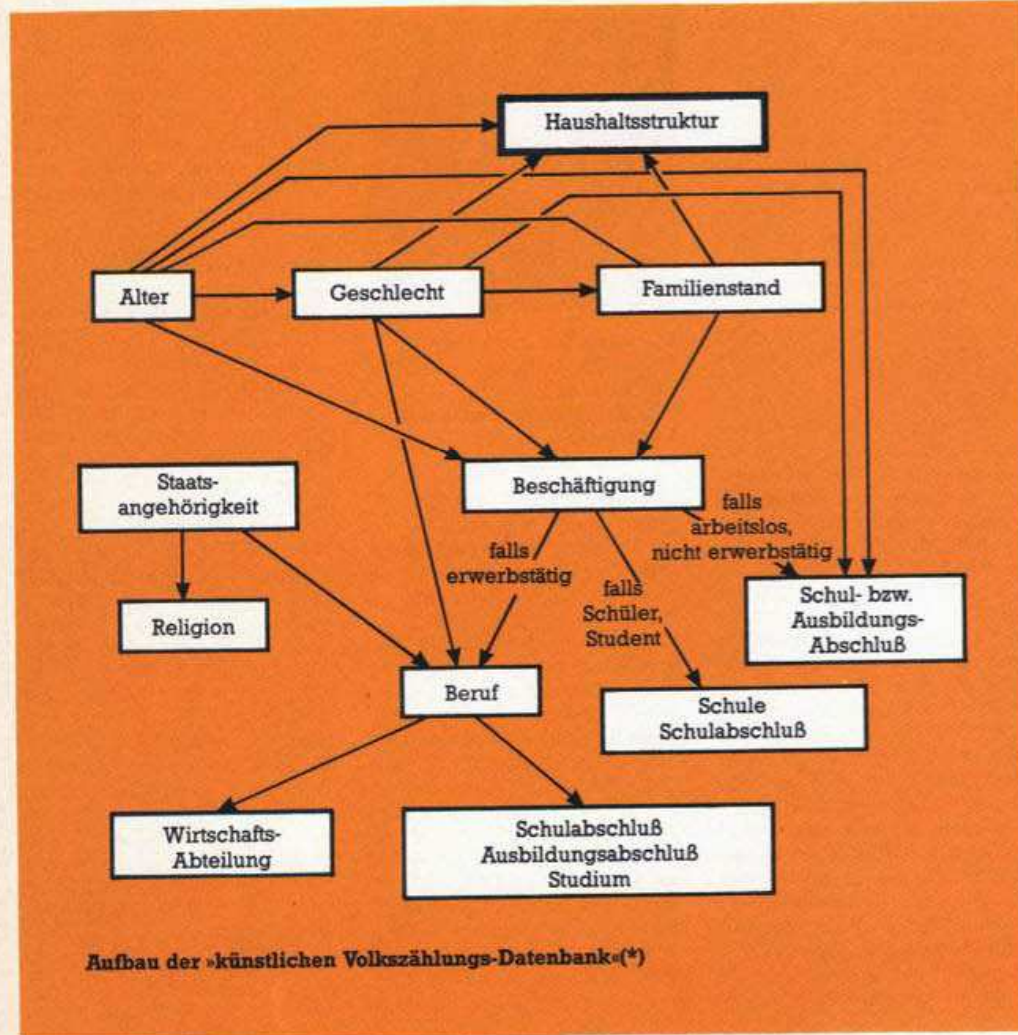 Haushaltsstruktur
Alter
Geschlecht
Familienstand
Staats-
angehörigkeit
Beschäftigung
falls
arbeitslos,
nicht erwerbstätig
falls
erwerbstätig
falls
Schüler,
Student
Religion
Schul- bzw.
Ausbildungs-
Abschluß
Beruf
Schule
Schulabschluß
Wirtschafts-
Abteilung
Schulabschluß
Ausbildungsabschluß
Studium
Aufbau der »künstlichen Volkszählungs-Datenbank«(*)